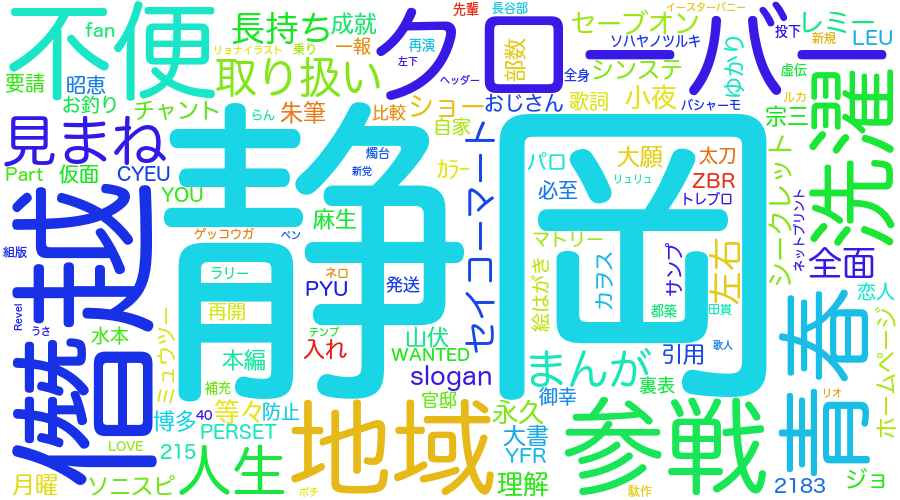 不便
クローバー
静岡
僭越
洗濯
見まね
青春
地域
参戦
人生
まんが
取り扱い
長持ち
成就
fan
要請
昭恵
お釣り
チャント
Part
仮面
CYEU
YOU
らん
リョナイラスト
乗り
一報
朱筆
先輩
再演
左下
比較
ショー
ヘッダー
長谷部
おじさん
自家
全身
部数
セーブオン
ソハヤノツルキ
シンステ
歌詞
小夜
バシャーモ
イースターバニー
ゆかり
投下
新規
レミー
LEU
虚伝
ルカ
宗三
シークレット
ネットプリント
全面
恋人
ホームページ
パロ
大願
太刀
必至
ZBR
リュリュ
トレプロ
マトリー
絵はがき
カヲス
サンプ
左右
都築
田貫
引用
歌人
裏表
御幸
永久
大書
YFR
理解
駄作
2183
リオ
ジョ
セイコーマート
燭台
新党
麻生
ゲッコウガ
ペン
ラリー
ネロ
PYU
発送
再開
テンプ
入れ
山伏
WANTED
本編
slogan
補充
官邸
組版
Revel
うさ
水本
ミュウツー
博多
40
等々
防止
PERSET
LOVE
215
月曜
ソニスピ
ボチ